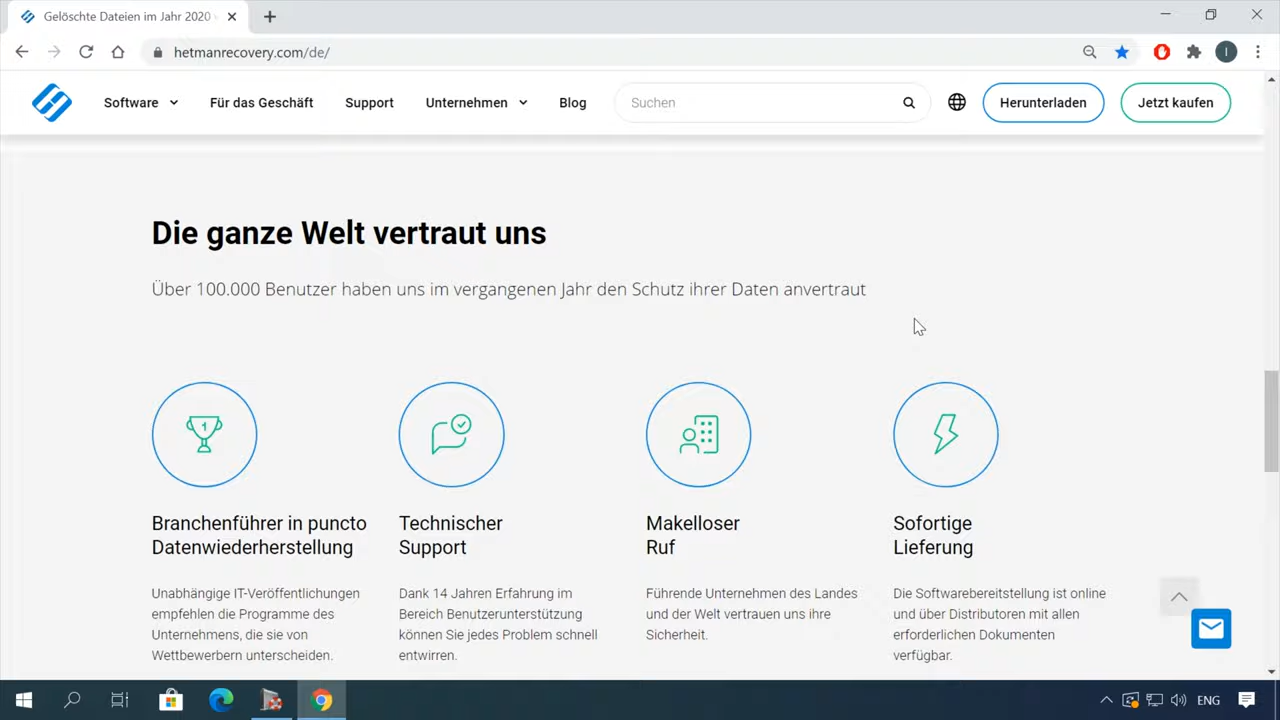 Gelöschte Dateien im Jahr 2020
hetmanrecovery.com/de/
Software
Für das Geschäft
Support
Unternehmen
Blog
Suchen
Herunterladen
Jetzt kaufen
Die ganze Welt vertraut uns
Über 100.000 Benutzer haben uns im vergangenen Jahr den Schutz ihrer Daten anvertraut
1
Branchenführer in puncto
Datenwiederherstellung
Unabhängige IT-Veröffentlichungen
empfehlen die Programme des
Unternehmens, die sie von
Wettbewerbern unterscheiden.
Technischer
Support
Dank 14 Jahren Erfahrung im
Bereich Benutzerunterstützung
können Sie jedes Problem schnell
entwirren.
Makelloser
Ruf
Führende Unternehmen des Landes
und der Welt vertrauen uns ihre
Sicherheit.
Sofortige
Lieferung
Die Softwarebereitstellung ist online
und über Distributoren mit allen
erforderlichen Dokumenten
verfügbar.
I
ENG